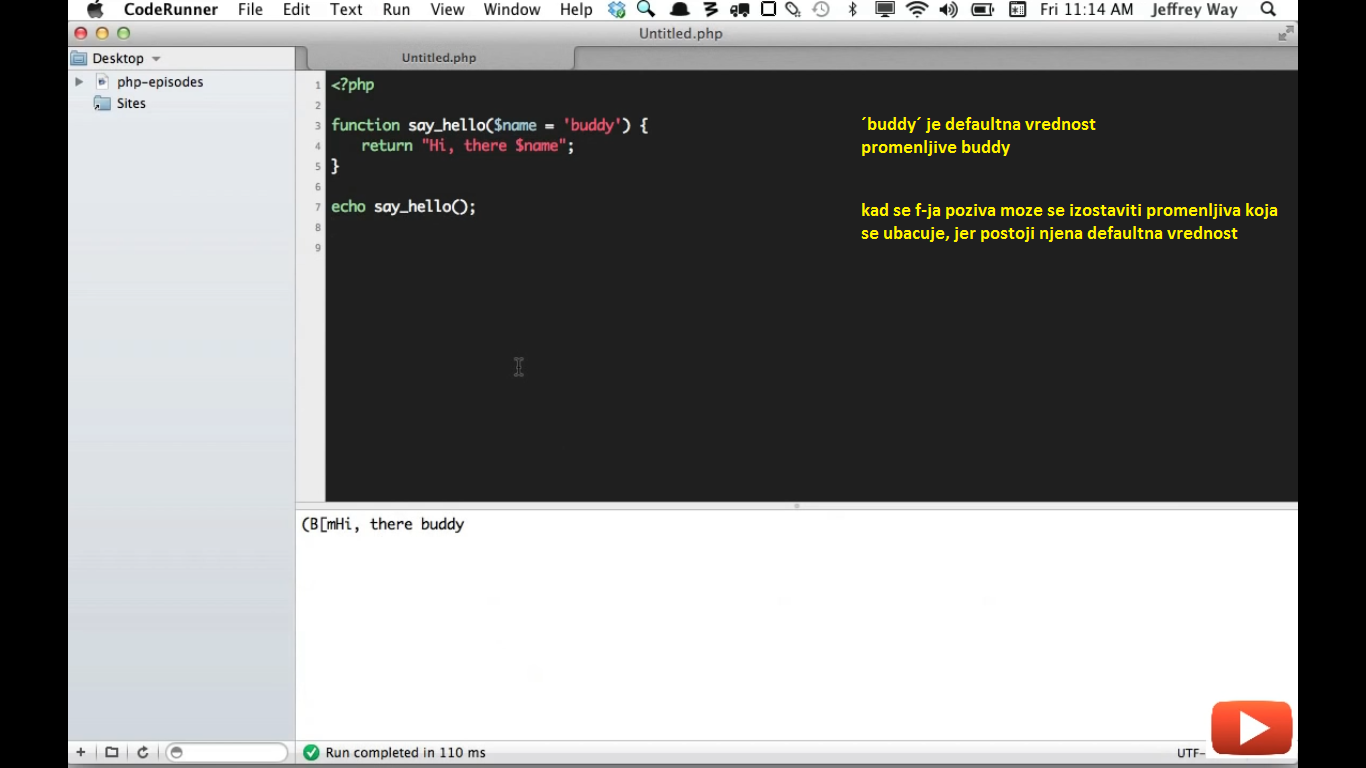 CodeRunner File Edit Text Run View Window Help Fri 11:14 AM Jeffrey Way
Untitled.php
Desktop
Untitled.php
php-episodes
Sites
1 <?php
2
3 function say_hello($name = 'buddy') {
4 return "Hi, there $name";
5 }
6
7 echo say_hello();
8
9
´buddy´ je defaultna vrednost
promenljive buddy
kad se f-ja poziva moze se izostaviti promenljiva koja
se ubacuje, jer postoji njena defaultna vrednost
(B[mHi, there buddy
Run completed in 110 ms
UTF-